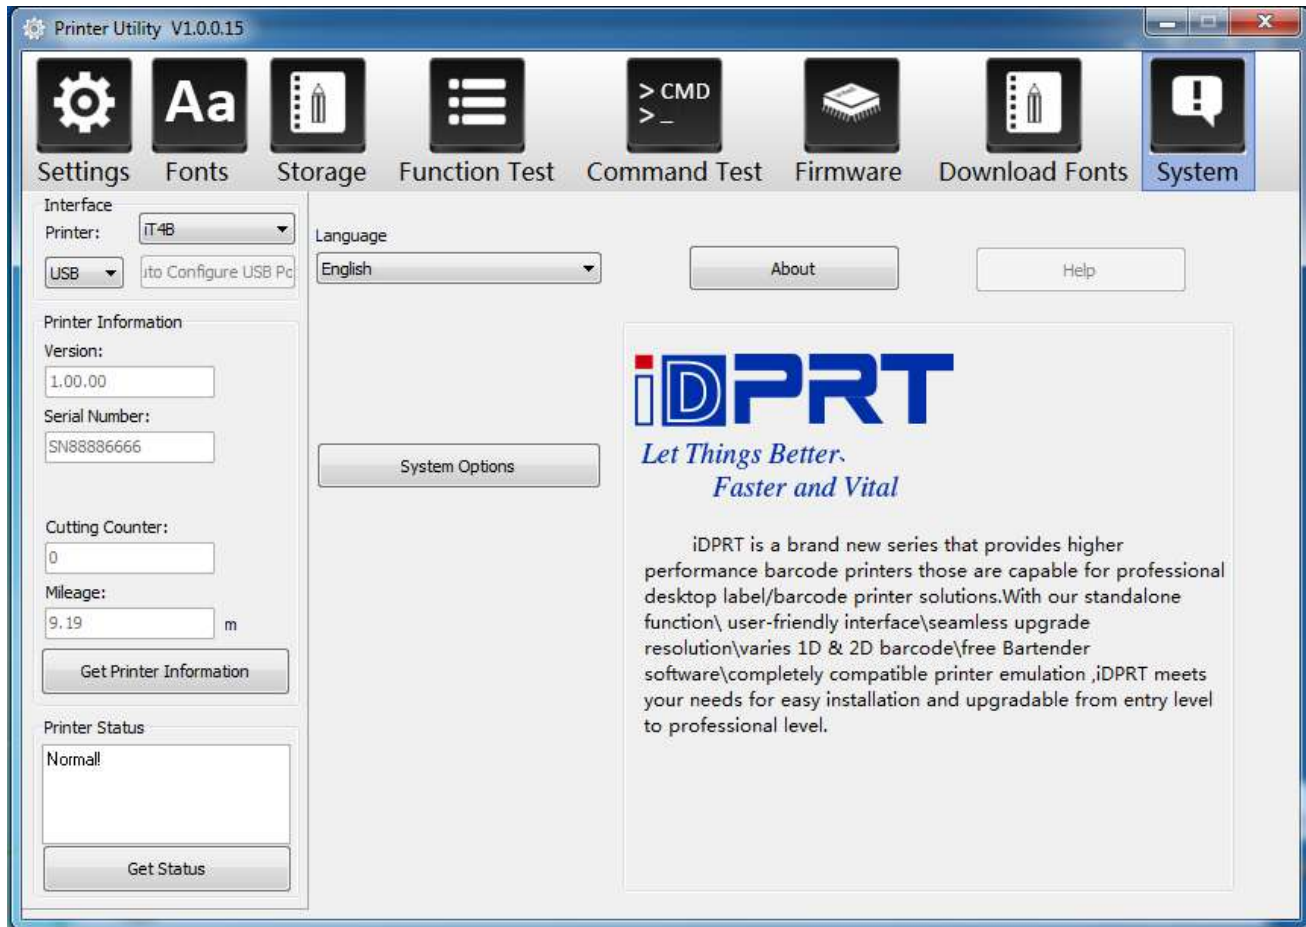 Printer Utility V1.0.0.15
Aa
> CMD
> _
Settings
Fonts
Storage
Function Test
Command Test
Firmware
Download Fonts
System
Interface
Printer:
iT4B
USB
ito Configure USB Pc
Language
English
About
Help
Printer Information
Version:
1.00.00
Serial Number:
SN88886666
Cutting Counter:
0
Mileage:
9.19
m
Get Printer Information
Printer Status
Normal!
Get Status
System Options
iDPRT
Let Things Better、
Faster and Vital
iDPRT is a brand new series that provides higher
performance barcode printers those are capable for professional
desktop label/barcode printer solutions.With our standalone
function\ user-friendly interface\seamless upgrade
resolution\varies 1D & 2D barcode\free Bartender
software\completely compatible printer emulation ,iDPRT meets
your needs for easy installation and upgradable from entry level
to professional level.